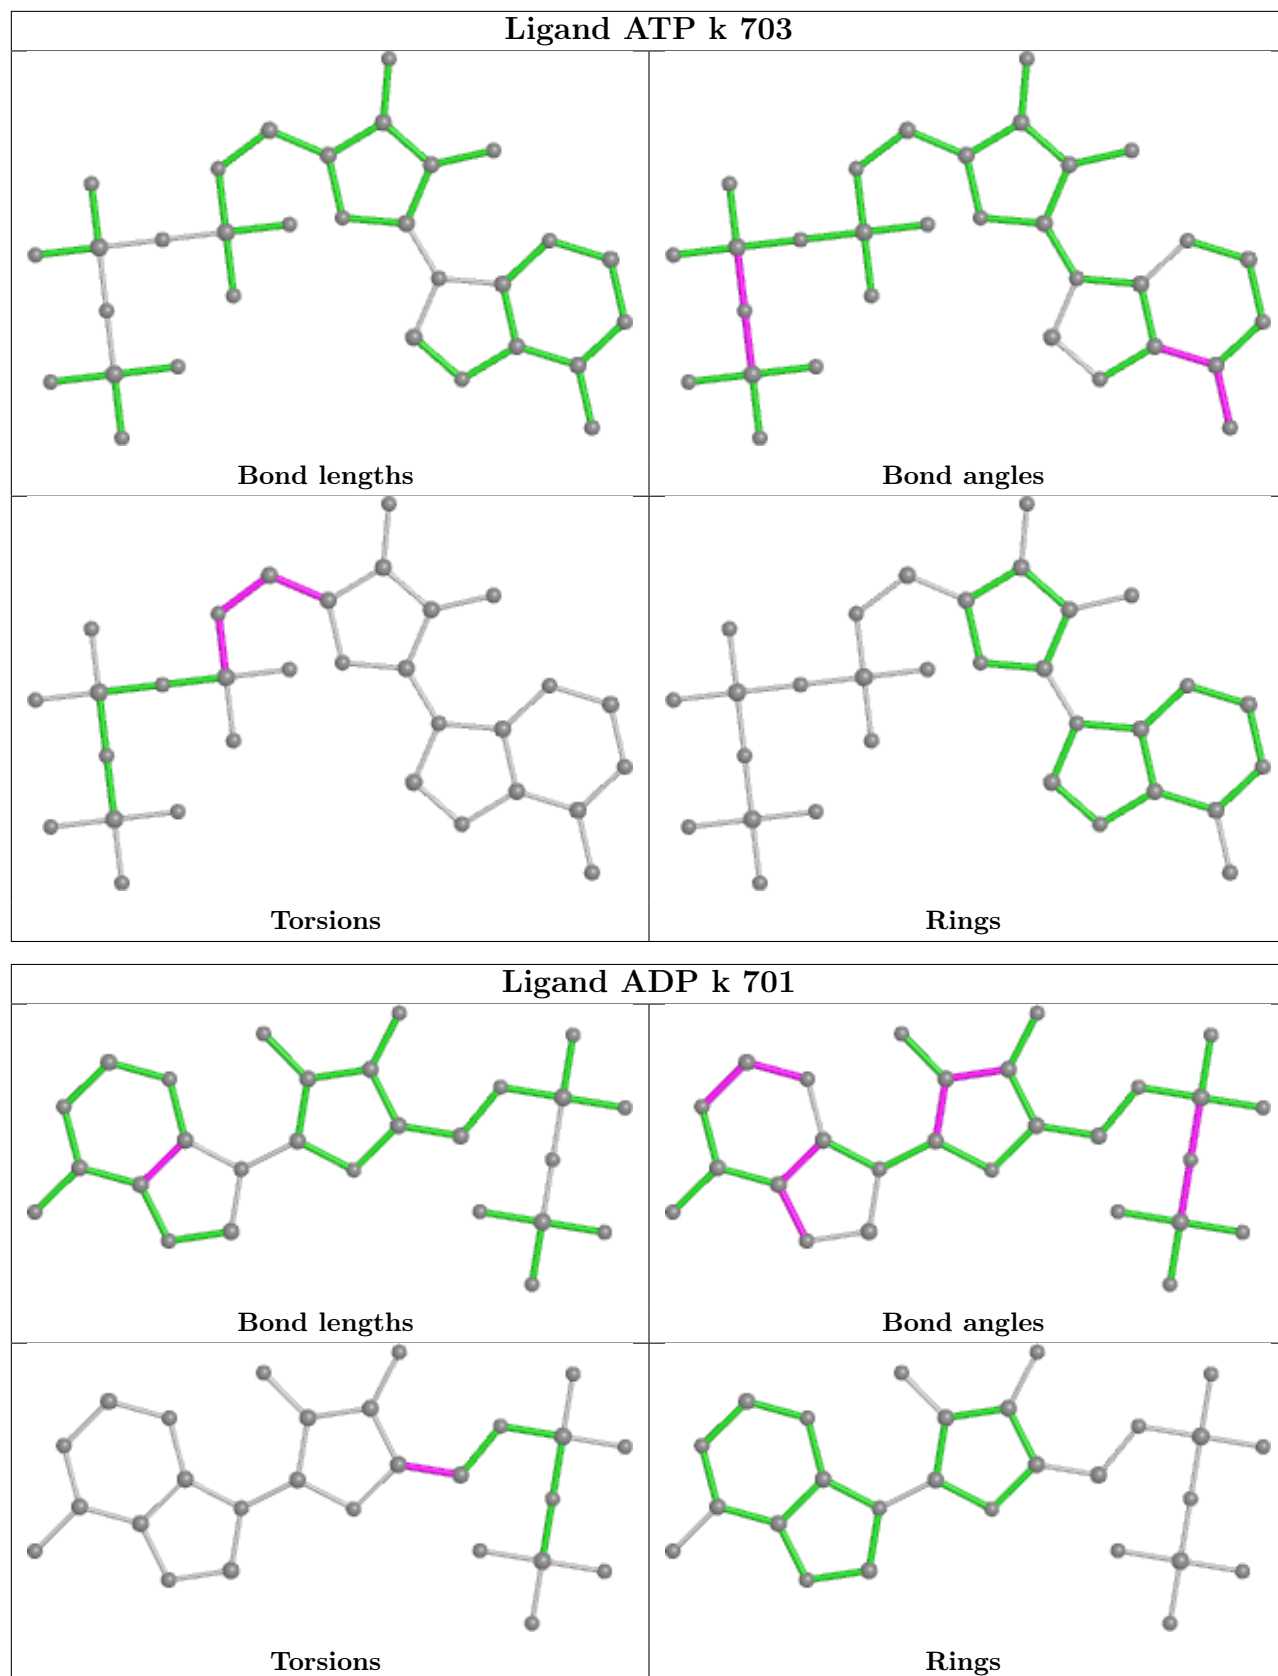 Ligand ATP k 703
Bond lengths
Bond angles
Torsions
Rings
Ligand ADP k 701
Bond lengths
Bond angles
Torsions
Rings